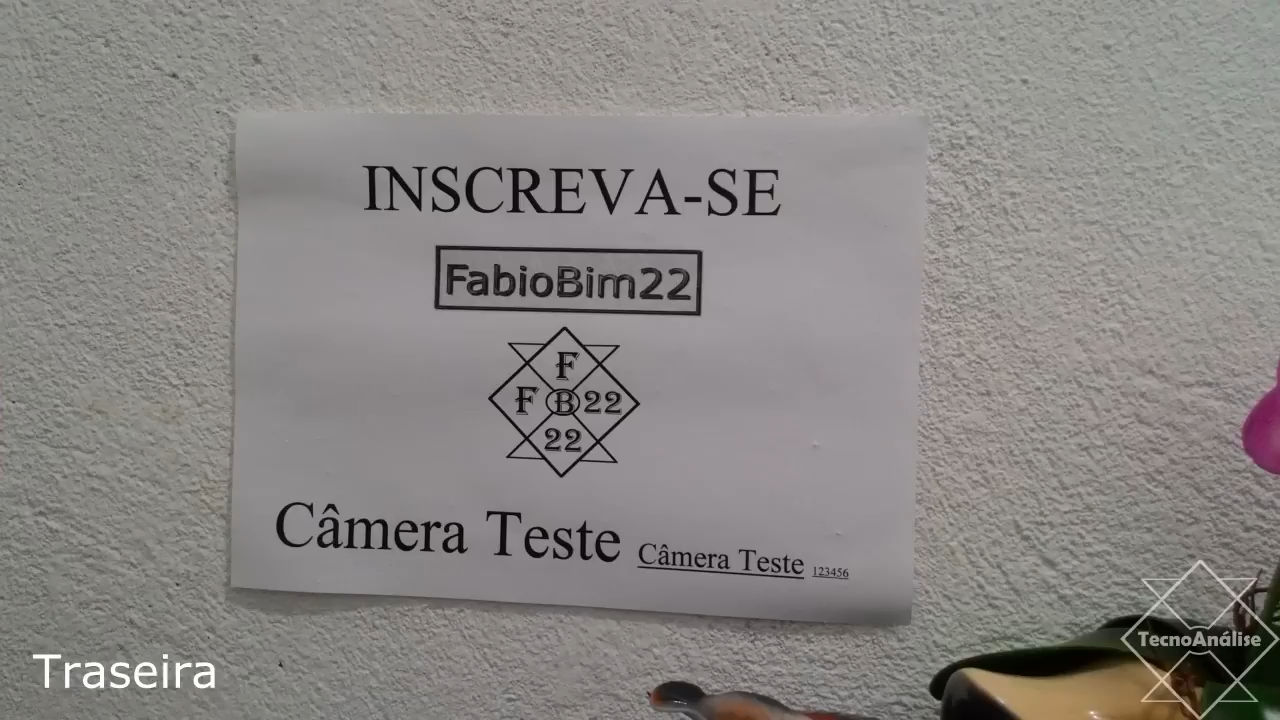 INSCREVA-SE
FabioBim22
F
F B 22
22
Câmera Teste Câmera Teste 123456
TecnoAnálise
Traseira